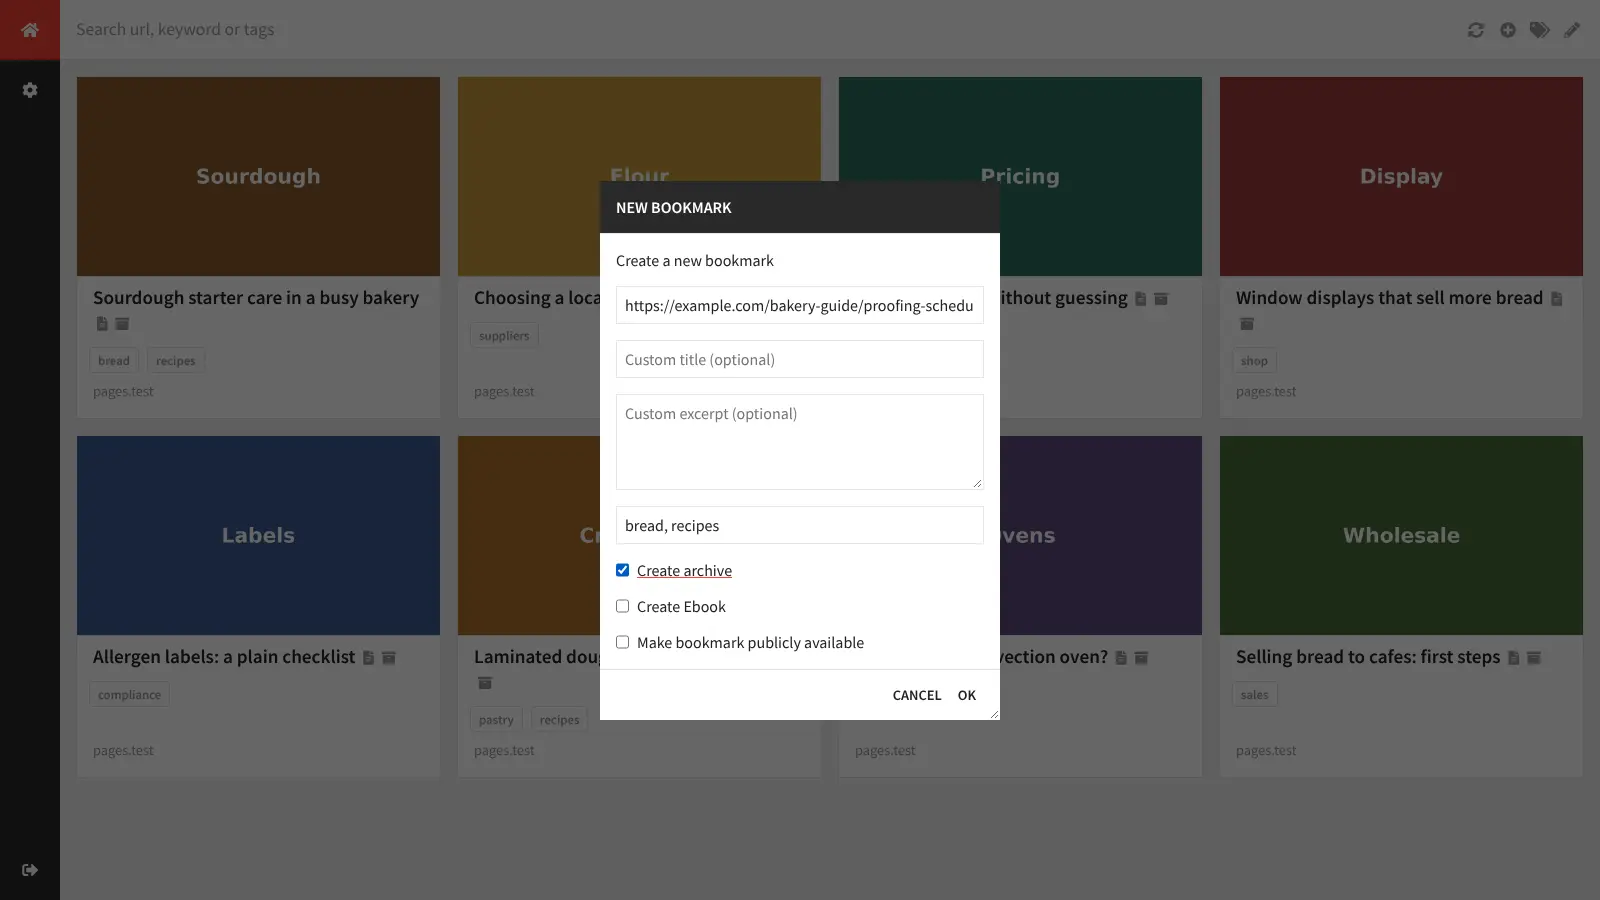 Search url, keyword or tags
Sourdough
Flour
Pricing
Display
NEW BOOKMARK
Create a new bookmark
https://example.com/bakery-guide/proofing-schedu
Custom title (optional)
Custom excerpt (optional)
bread, recipes
Create archive
Create Ebook
Make bookmark publicly available
CANCEL OK
Sourdough starter care in a busy bakery
bread recipes
pages.test
Choosing a loca
suppliers
pages.test
ithout guessing
Window displays that sell more bread
shop
pages.test
Labels
Wholesale
Allergen labels: a plain checklist
compliance
pages.test
Laminated doug
pastry recipes
pages.test
vection oven?
pages.test
Selling bread to cafes: first steps
sales
pages.test